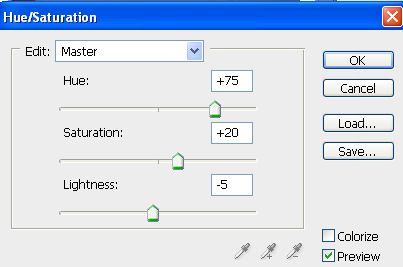 Hue/Saturation
Edit: Master
OK
Hue: +75
Cancel
Saturation: +20
Load...
Save...
Lightness: -5
Colorize
Preview